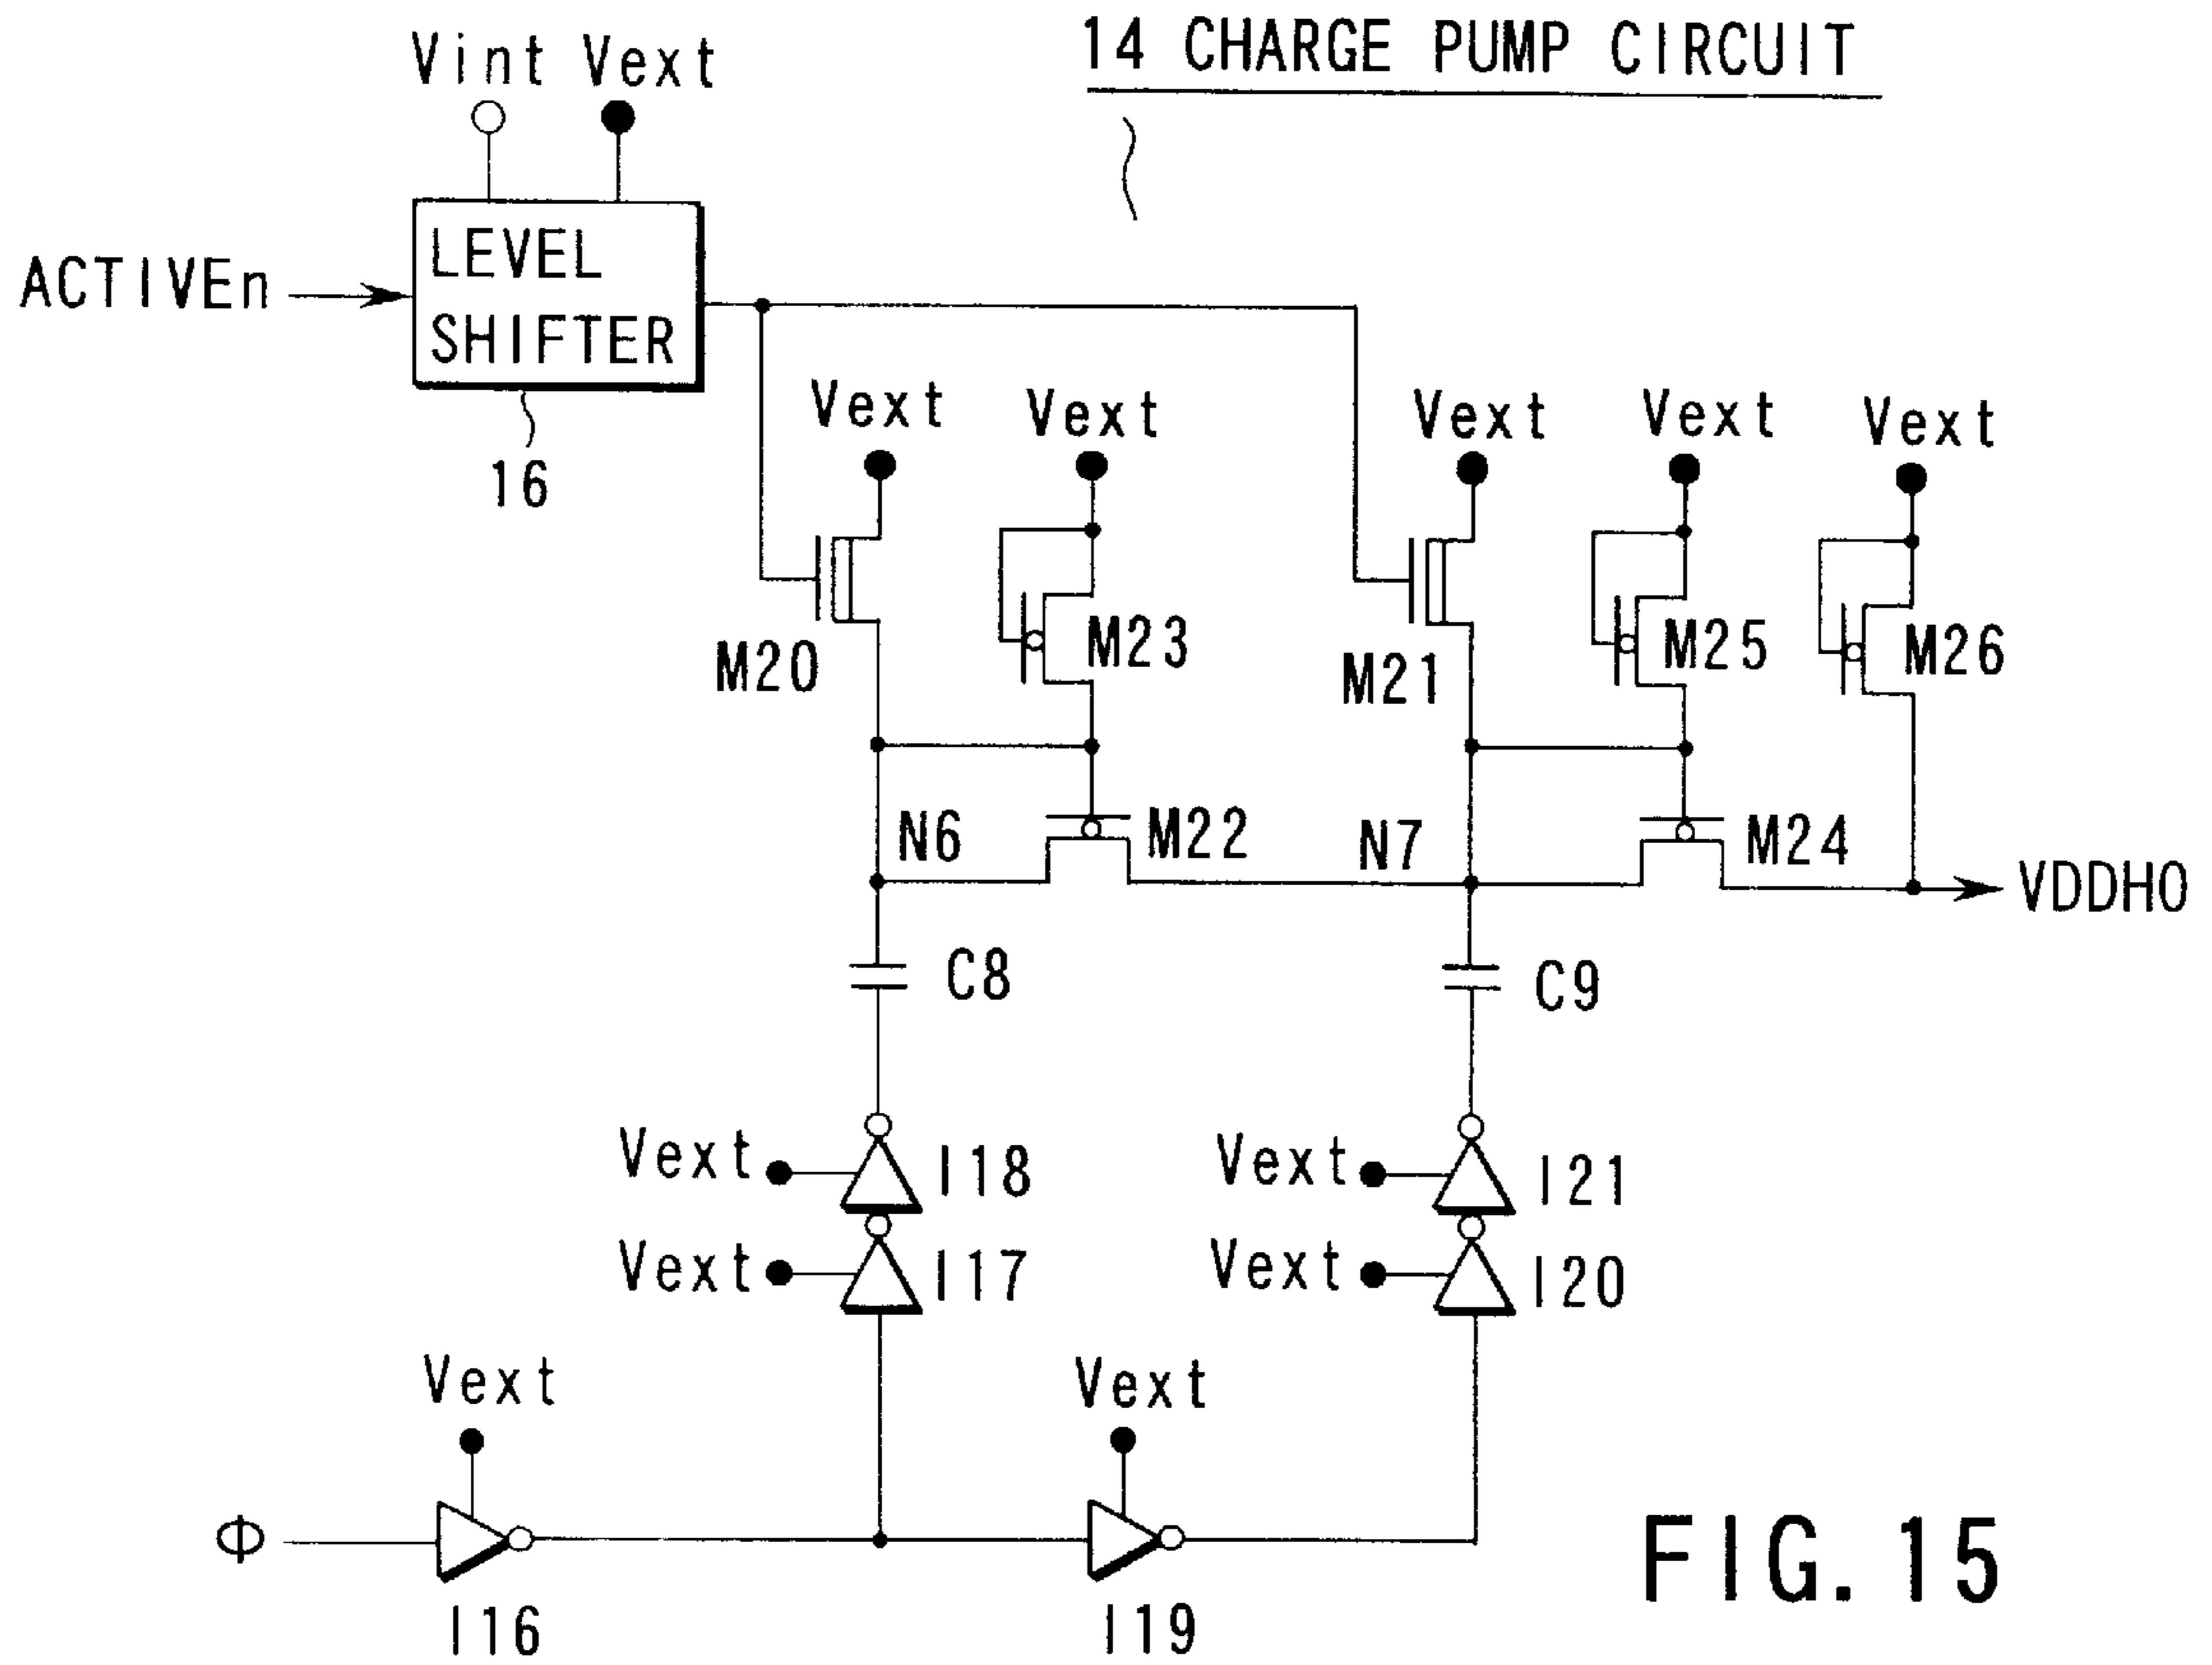 14 CHARGE PUMP CIRCUIT
Vint Vext
ACTIVEn
LEVEL
SHIFTER
16
Vext
Vext
Vext
Vext
Vext
M20
M23
M21
M25
M26
N6
M22
N7
M24
VDDHO
C8
C9
Vext
I18
Vext
I21
Vext
I17
Vext
I20
Vext
Vext
Φ
I16
I19
FIG. 15